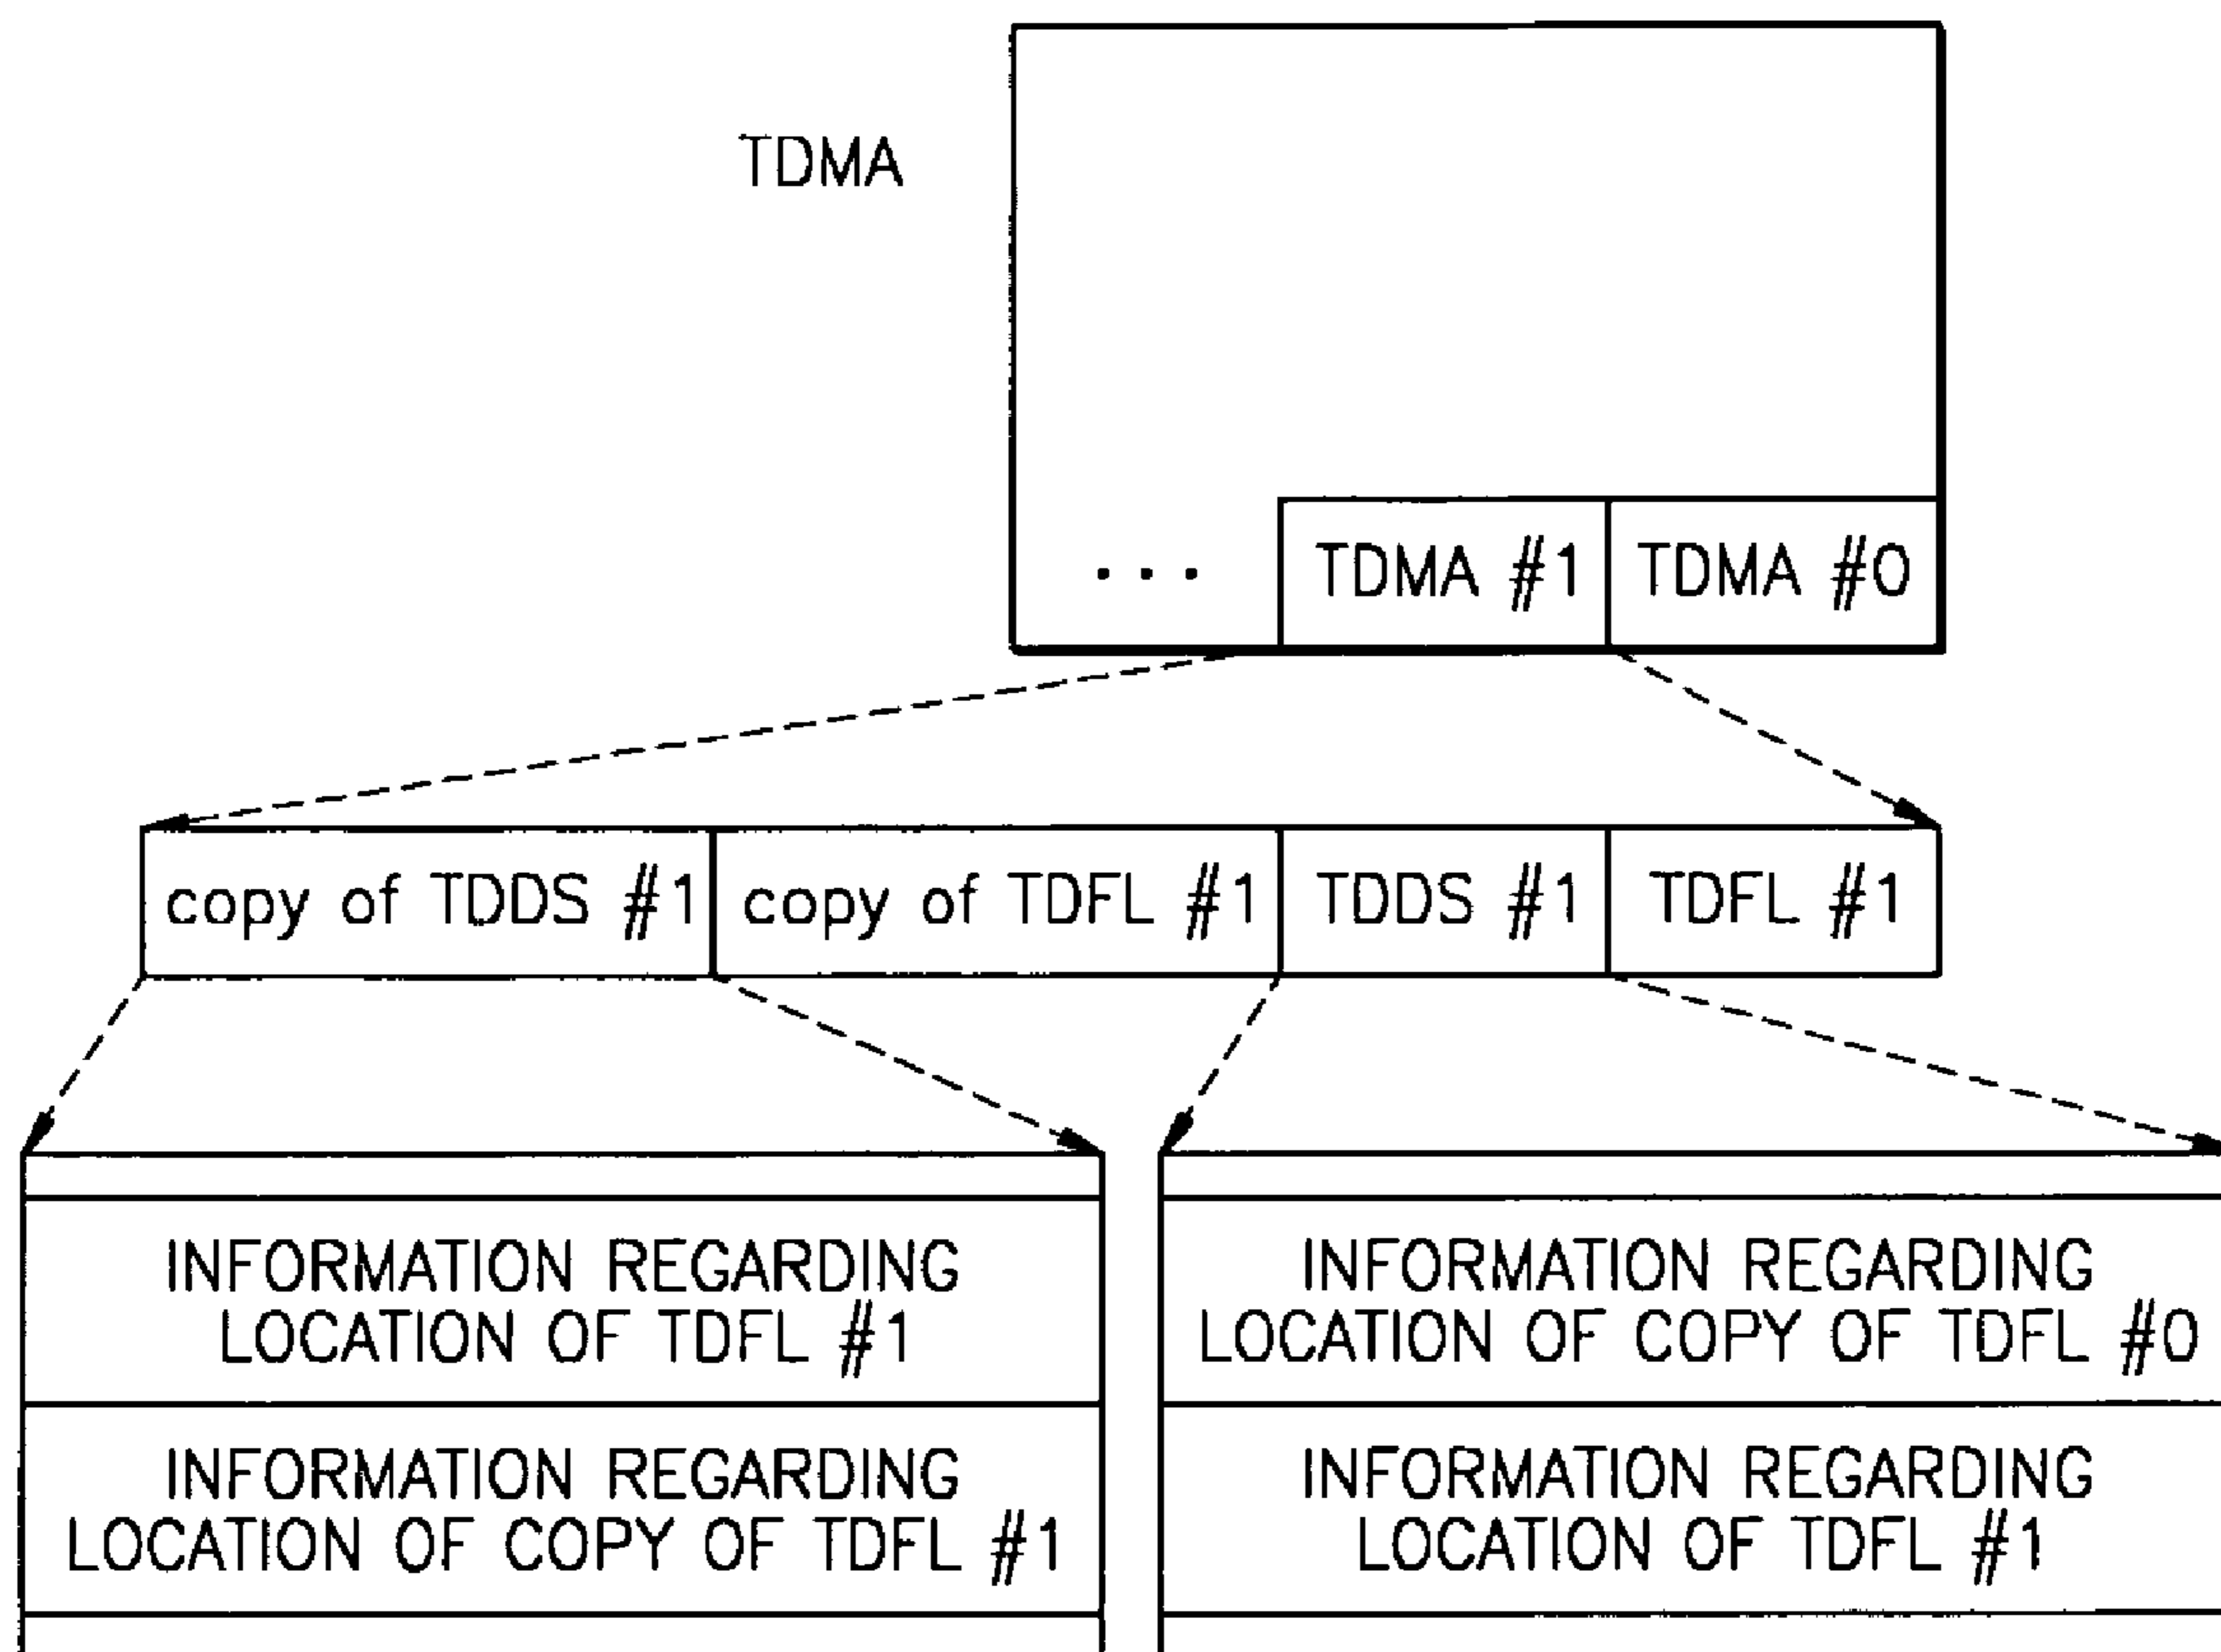 TDMA
... TDMA #1 TDMA #0
copy of TDDS #1 copy of TDFL #1 TDDS #1 TDFL #1
INFORMATION REGARDING
LOCATION OF TDFL #1
INFORMATION REGARDING
LOCATION OF COPY OF TDFL #0
INFORMATION REGARDING
LOCATION OF COPY OF TDFL #1
INFORMATION REGARDING
LOCATION OF TDFL #1